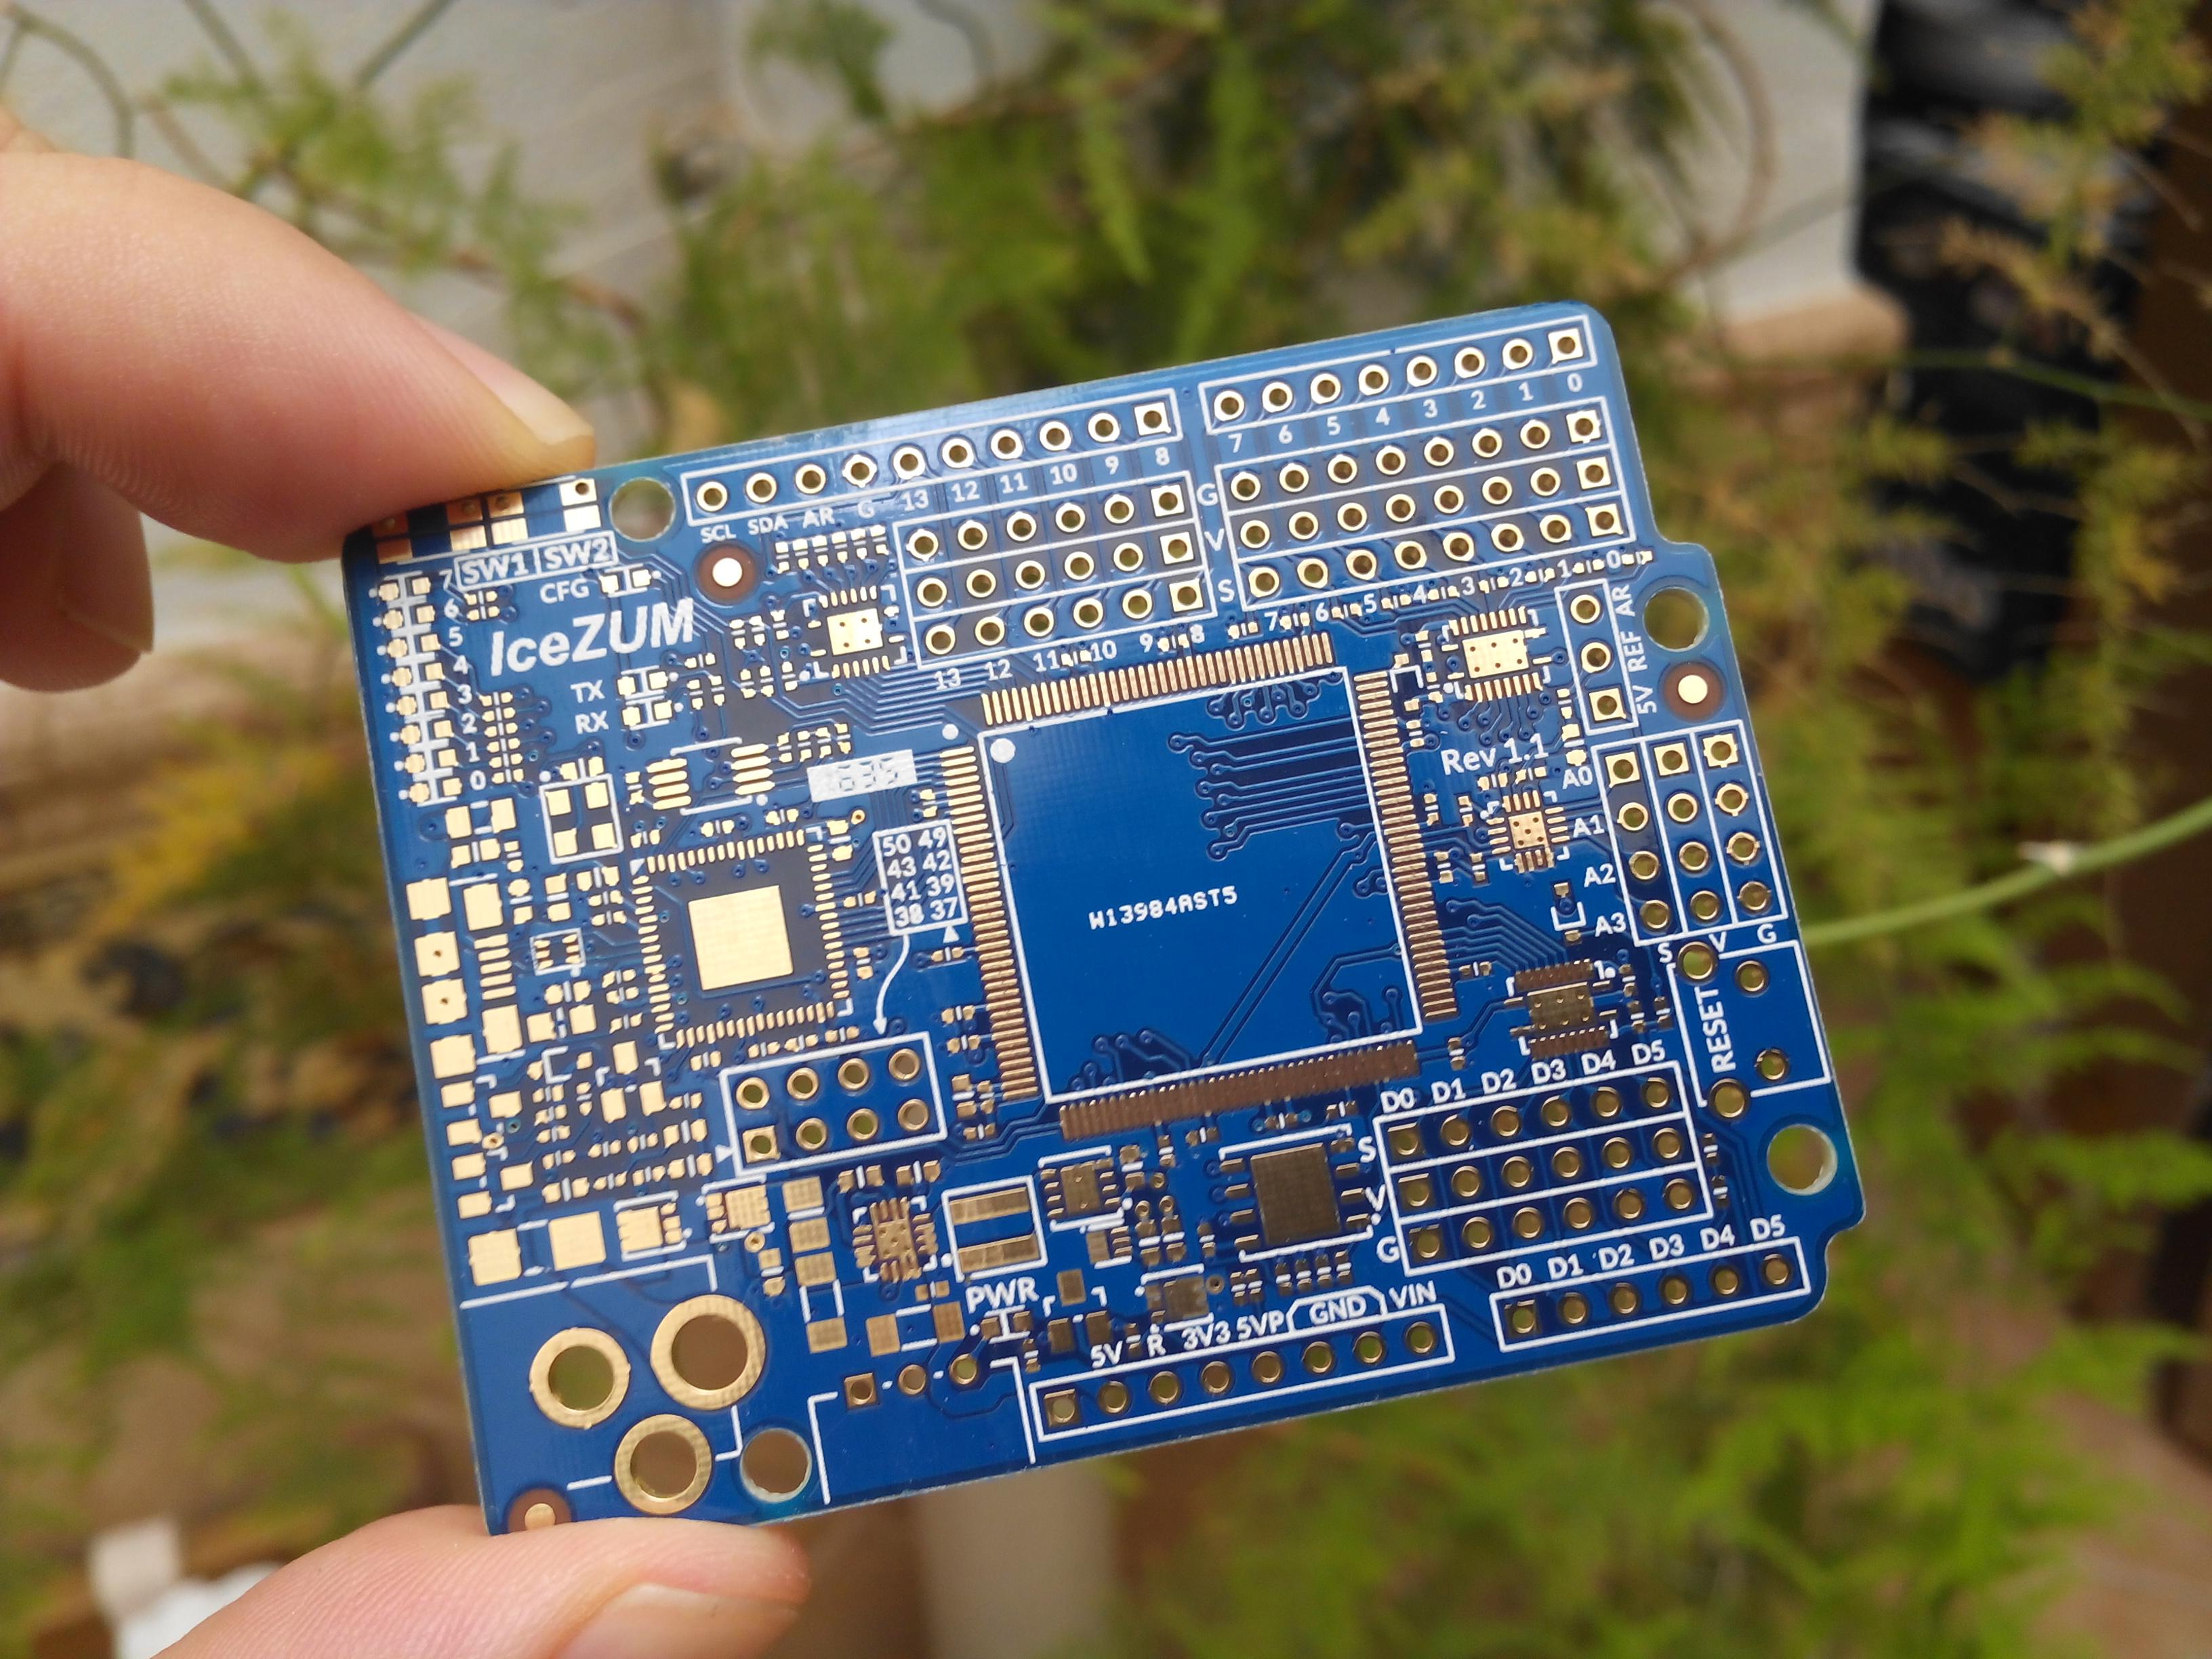 7 6 5 4 3 2 1 0
13 12 11 10 9 8
SCL SDA AR G
G
V
S
SW1 SW2
CFG
7
6
5
4
3
2
1
0
IceZUM
TX
RX
13 12 11 10 9 8
7 6 5 4 3 2 1 0
AR
REF
5V
Rev 1.1
1635
50 49
43 42
41 39
38 37
W13984AST5
A0
A1
A2
A3
S V G
RESET
D0 D1 D2 D3 D4 D5
S
V
G
D0 D1 D2 D3 D4 D5
PWR
5V R 3V3 5VP GND VIN